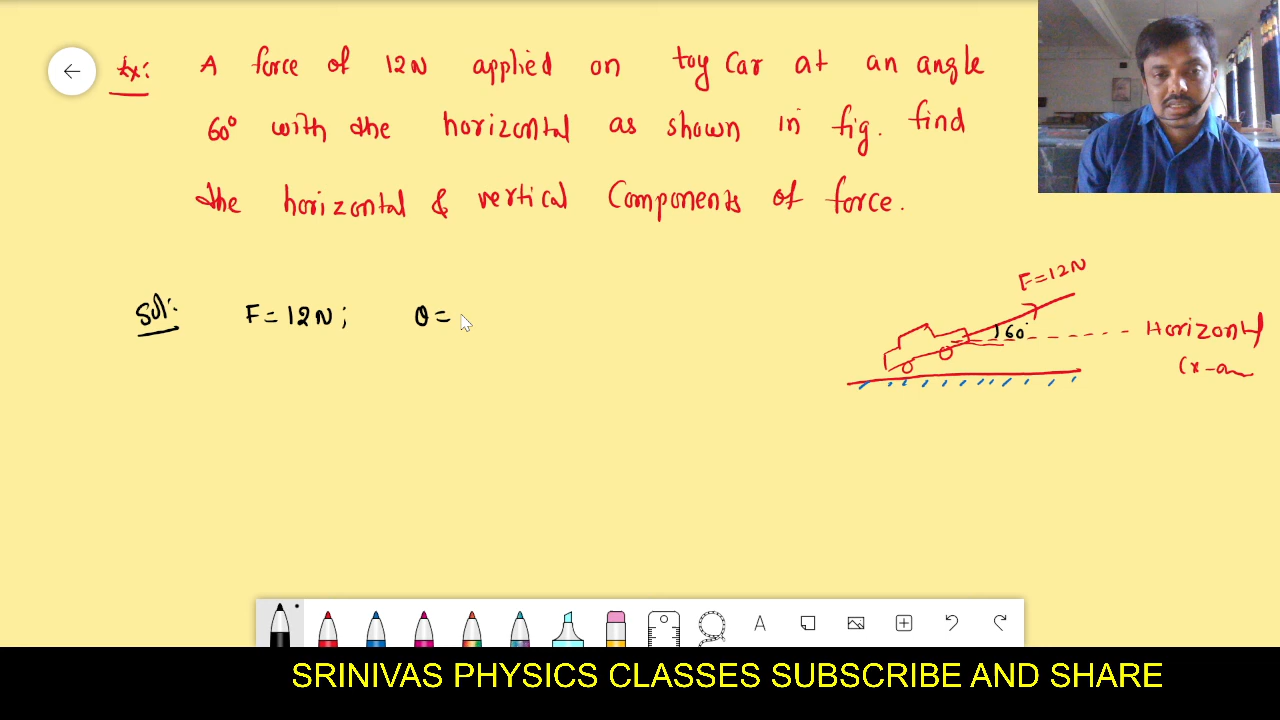 Ex: A force of 12N applied on toy Car at an angle
60° with the horizontal as shown in fig. find
the horizontal & vertical Components of force.
F=12N
Sol: F=12N; θ=
60°
Horizontal
(x-
A
SRINIVAS PHYSICS CLASSES SUBSCRIBE AND SHARE